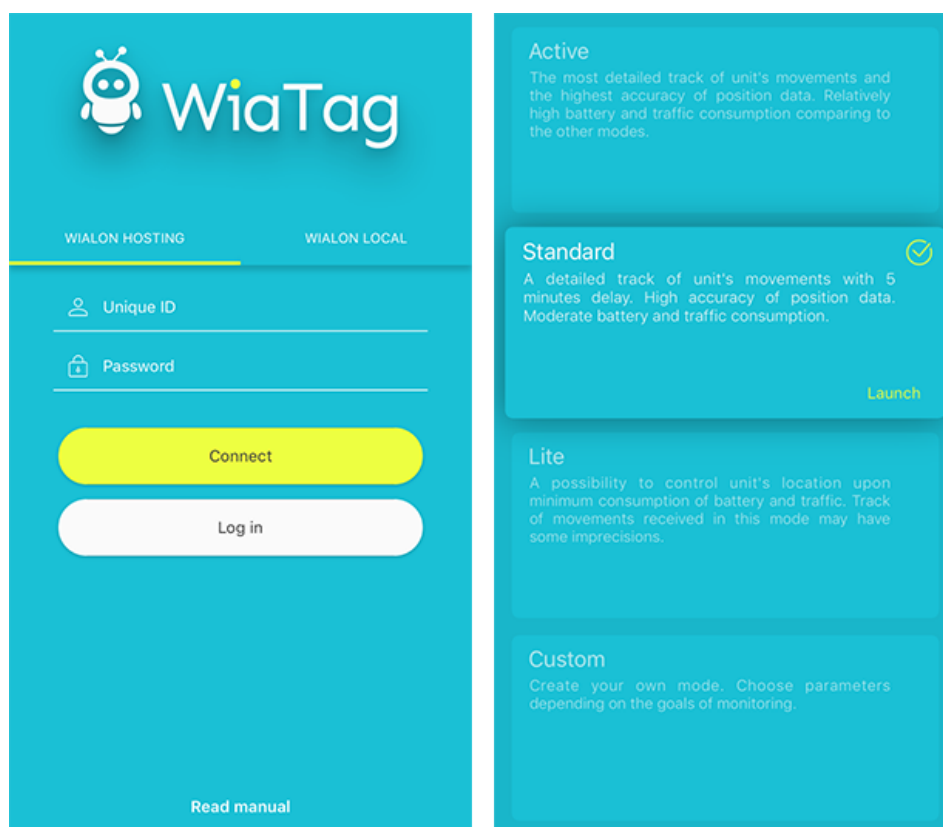 WiaTag
WIALON HOSTING
WIALON LOCAL
Unique ID
Password
Connect
Log in
Read manual
Active
The most detailed track of unit's movements and
the highest accuracy of position data. Relatively
high battery and traffic consumption comparing to
the other modes.
Standard
A detailed track of unit's movements with 5
minutes delay. High accuracy of position data.
Moderate battery and traffic consumption.
Launch
Lite
A possibility to control unit's location upon
minimum consumption of battery and traffic. Track
of movements received in this mode may have
some imprecisions.
Custom
Create your own mode. Choose parameters
depending on the goals of monitoring.